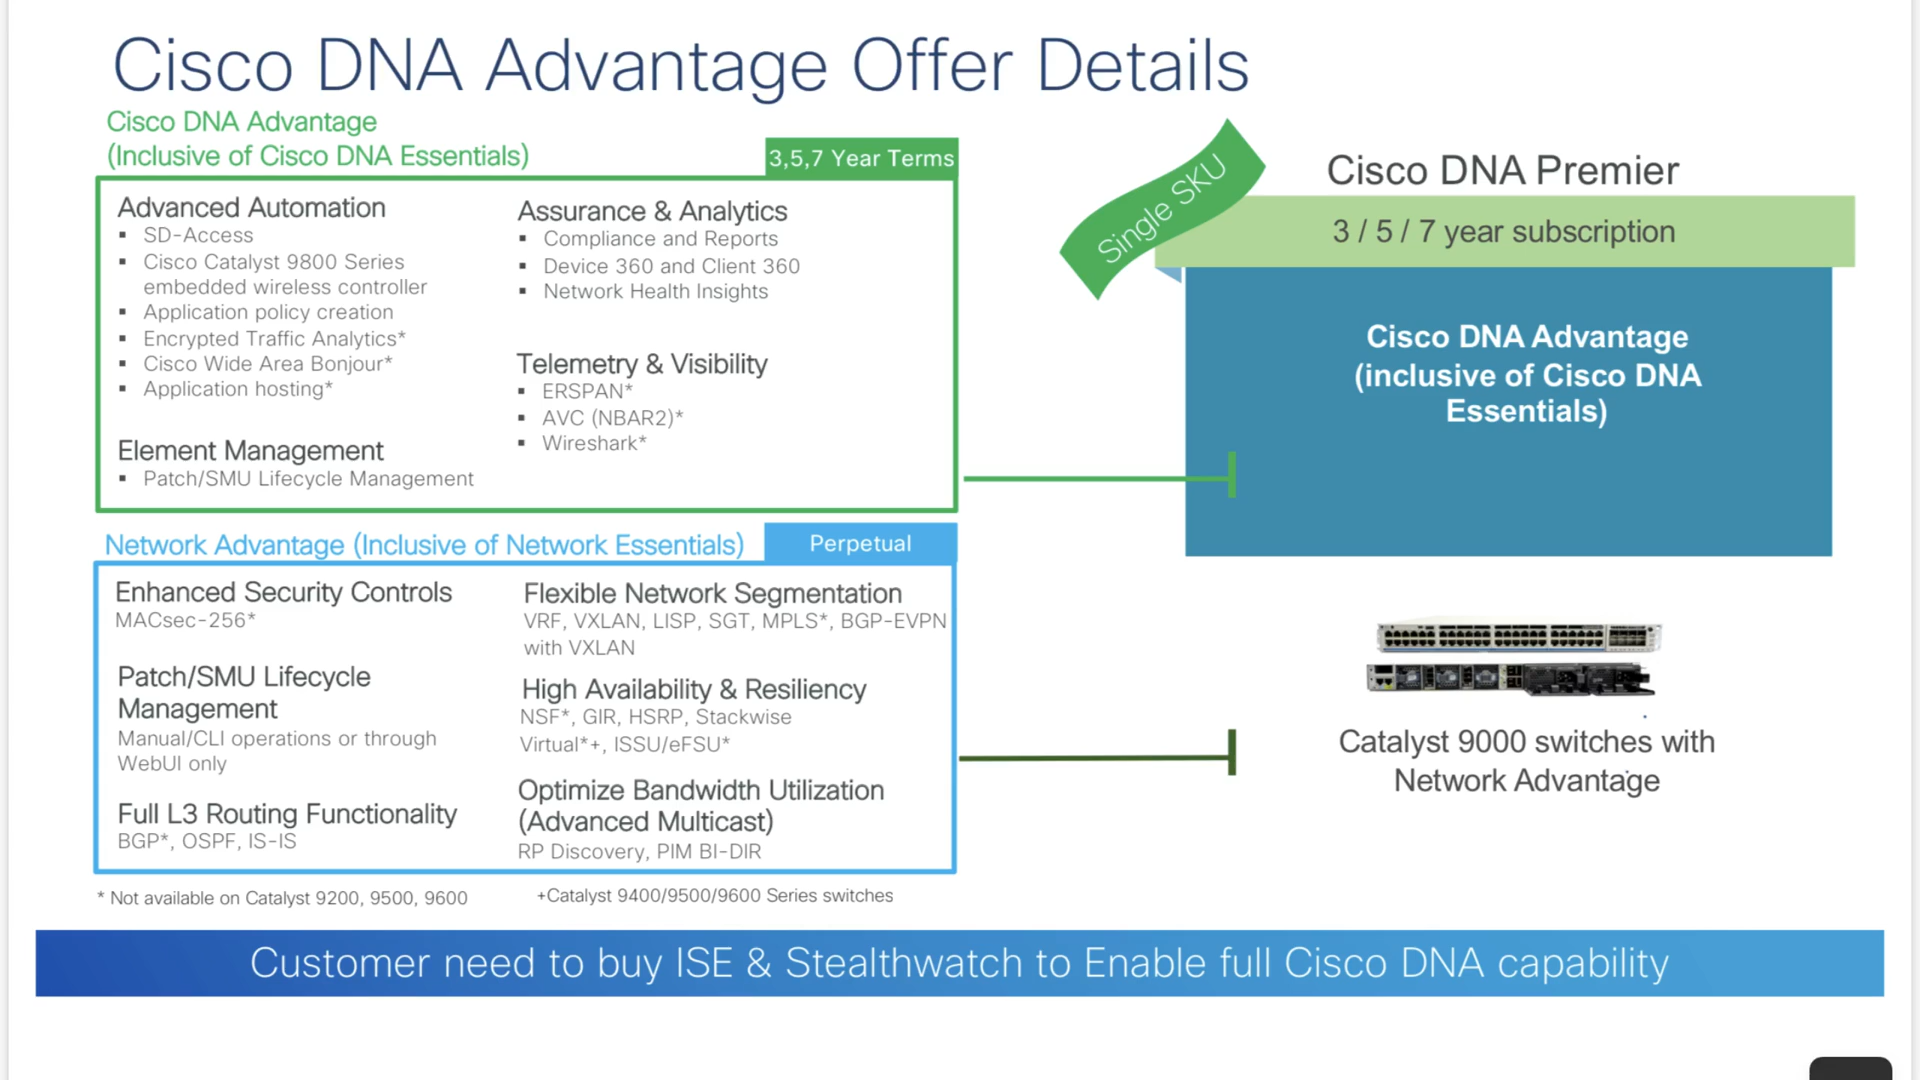 Cisco DNA Advantage Offer Details
Cisco DNA Advantage
(Inclusive of Cisco DNA Essentials)
3,5,7 Year Terms
Advanced Automation
▪ SD-Access
▪ Cisco Catalyst 9800 Series
embedded wireless controller
▪ Application policy creation
▪ Encrypted Traffic Analytics*
▪ Cisco Wide Area Bonjour*
▪ Application hosting*
Element Management
▪ Patch/SMU Lifecycle Management
Assurance & Analytics
▪ Compliance and Reports
▪ Device 360 and Client 360
▪ Network Health Insights
Telemetry & Visibility
▪ ERSPAN*
▪ AVC (NBAR2)*
▪ Wireshark*
Network Advantage (Inclusive of Network Essentials)
Perpetual
Enhanced Security Controls
MACsec-256*
Patch/SMU Lifecycle
Management
Manual/CLI operations or through
WebUI only
Full L3 Routing Functionality
BGP*, OSPF, IS-IS
Flexible Network Segmentation
VRF, VXLAN, LISP, SGT, MPLS*, BGP-EVPN
with VXLAN
High Availability & Resiliency
NSF*, GIR, HSRP, Stackwise
Virtual*+, ISSU/eFSU*
Optimize Bandwidth Utilization
(Advanced Multicast)
RP Discovery, PIM BI-DIR
* Not available on Catalyst 9200, 9500, 9600
+Catalyst 9400/9500/9600 Series switches
Single SKU
Cisco DNA Premier
3 / 5 / 7 year subscription
Cisco DNA Advantage
(inclusive of Cisco DNA
Essentials)
Catalyst 9000 switches with
Network Advantage
Customer need to buy ISE & Stealthwatch to Enable full Cisco DNA capability